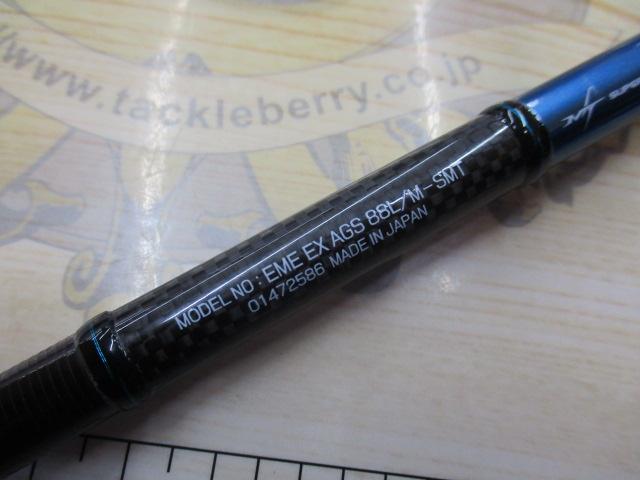 www.tackleberry.co.jp
MODEL NO : EME EX AGS 88L/M-SMT
01472586 MADE IN JAPAN